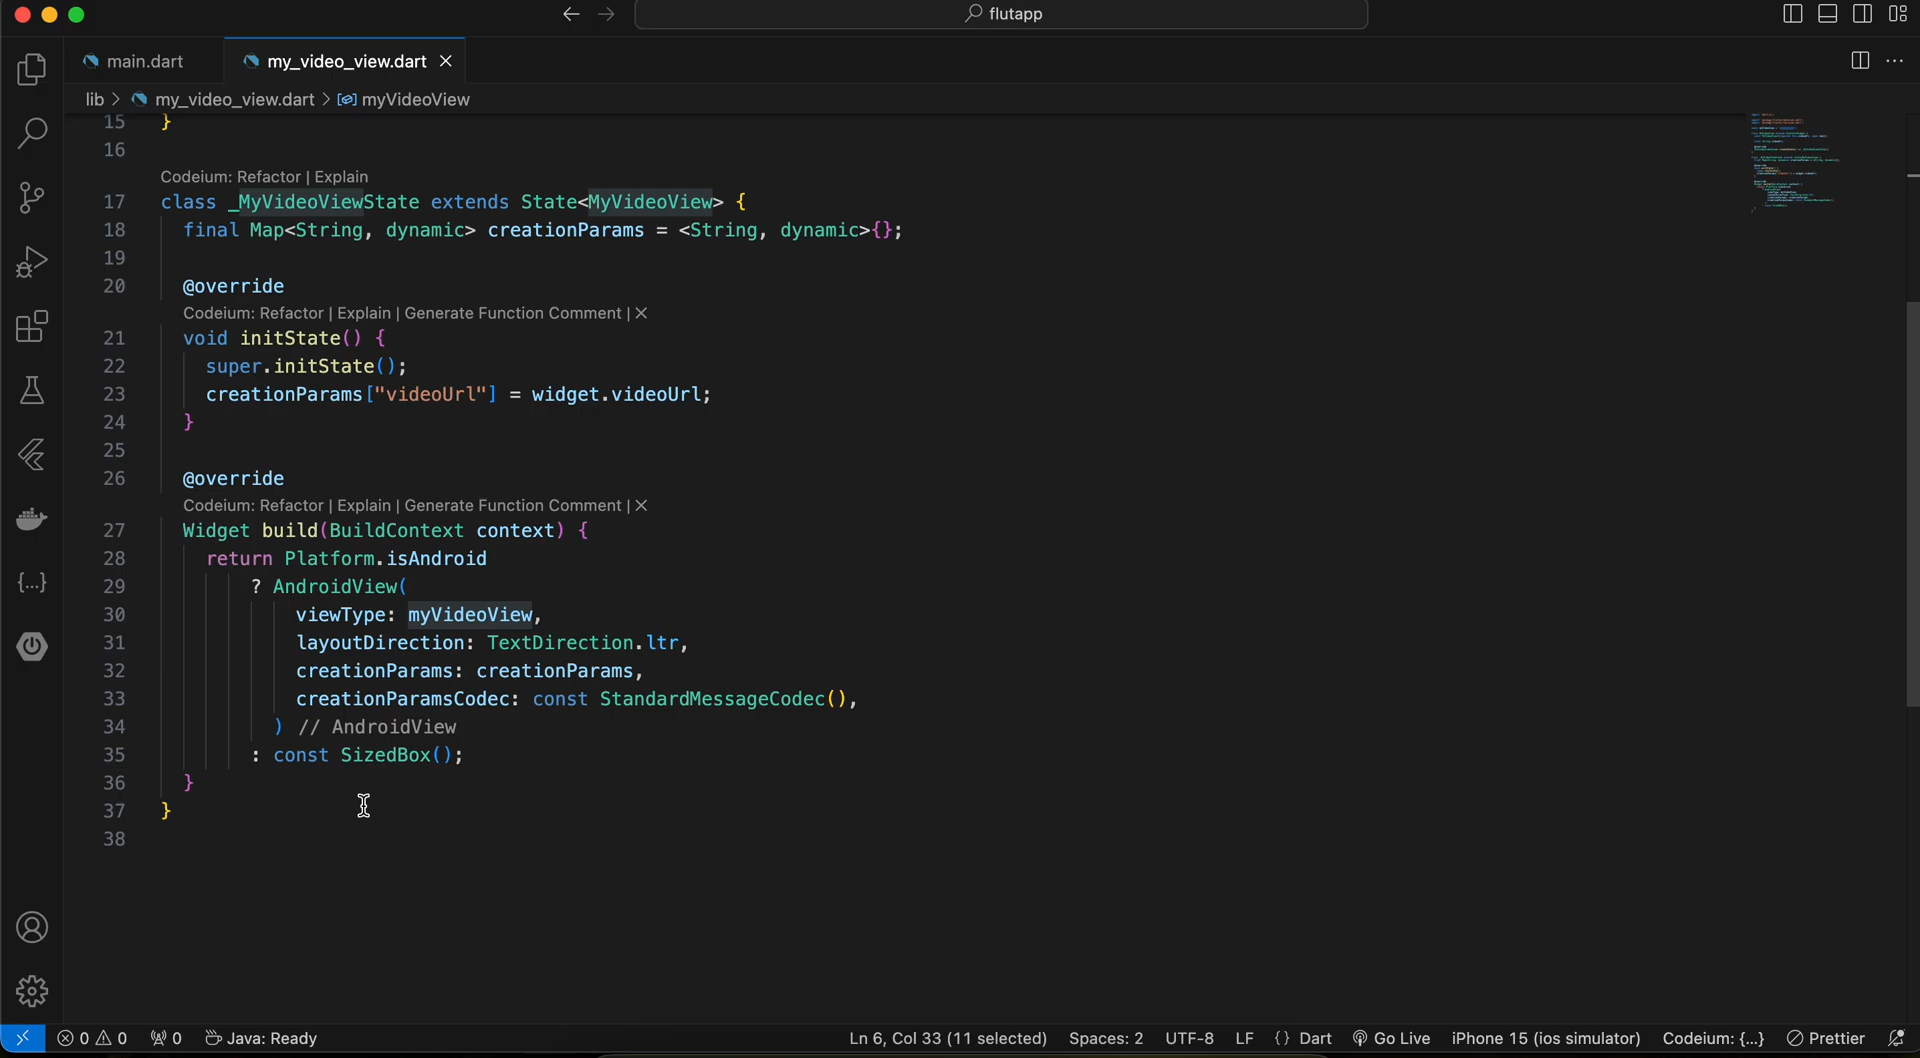 flutapp
main.dart
my_video_view.dart
lib > my_video_view.dart > myVideoView
15 }
16
Codeium: Refactor | Explain
17 class _MyVideoViewState extends State<MyVideoView> {
18 final Map<String, dynamic> creationParams = <String, dynamic>{};
19
20 @override
Codeium: Refactor | Explain | Generate Function Comment | ×
21 void initState() {
22 super.initState();
23 creationParams["videoUrl"] = widget.videoUrl;
24 }
25
26 @override
Codeium: Refactor | Explain | Generate Function Comment | ×
27 Widget build(BuildContext context) {
28 return Platform.isAndroid
29 ? AndroidView(
30 viewType: myVideoView,
31 layoutDirection: TextDirection.ltr,
32 creationParams: creationParams,
33 creationParamsCodec: const StandardMessageCodec(),
34 ) // AndroidView
35 : const SizedBox();
36 }
37 }
38
0 0 0 Java: Ready Ln 6, Col 33 (11 selected) Spaces: 2 UTF-8 LF {} Dart Go Live iPhone 15 (ios simulator) Codeium: {...} Prettier